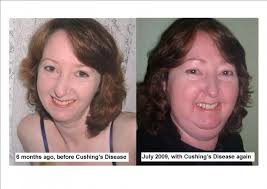 6 months ago, before Cushing's Disease
July 2009, with Cushing's Disease again